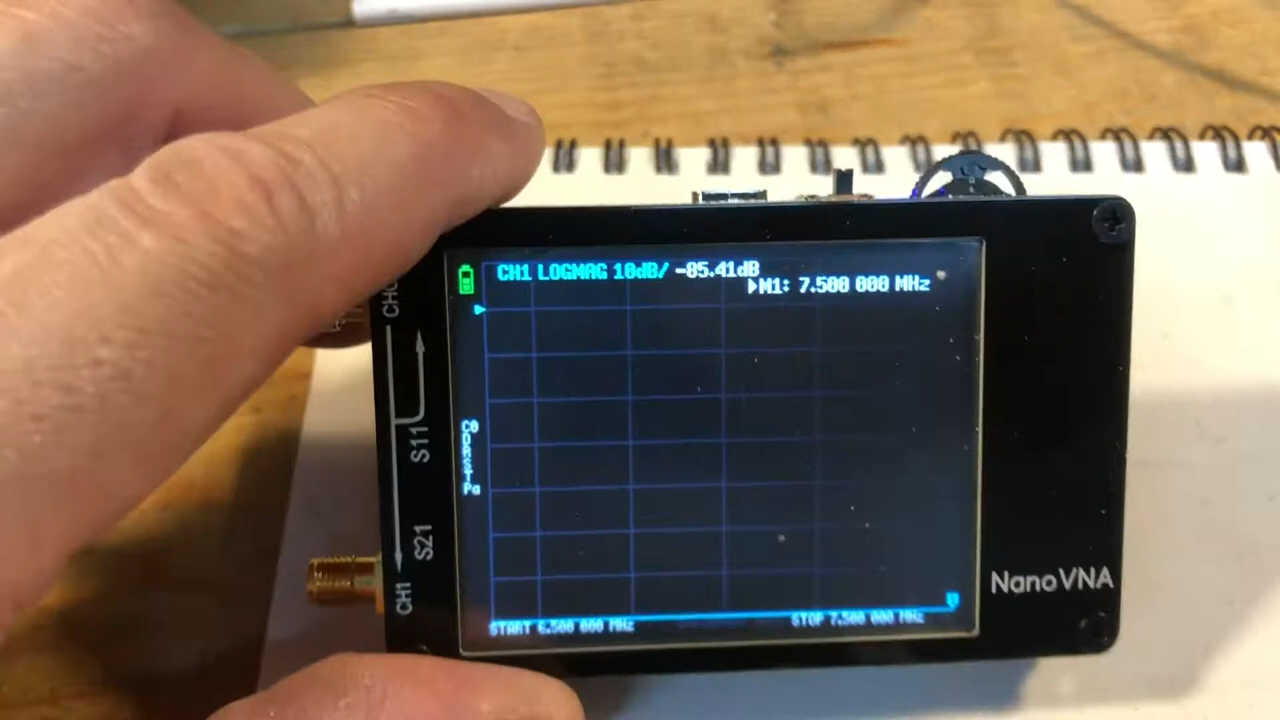 CH1 LOGMAG 10dB/ -85.41dB
M1: 7.500 000 MHz
CH0
S11
S21
CH1
C0
D
R
S
T
P
START 6.500 000 MHz
STOP 7.500 000 MHz
NanoVNA